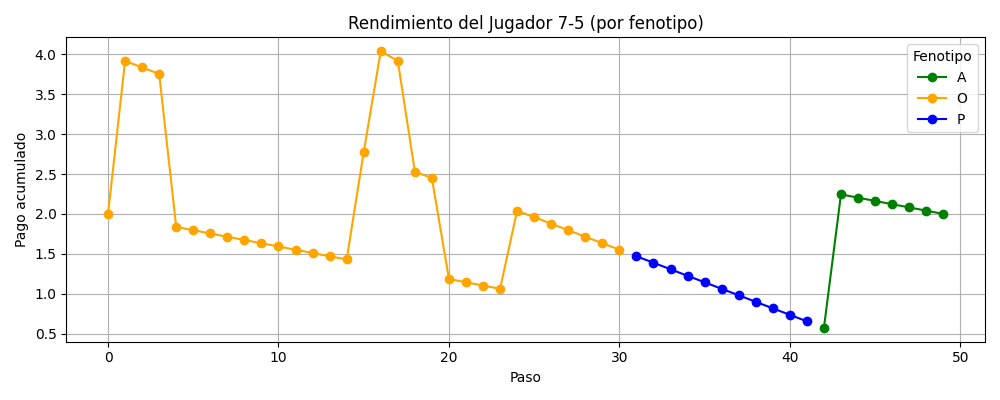 Rendimiento del Jugador 7-5 (por fenotipo)
Pago acumulado
4.0
3.5
3.0
2.5
2.0
1.5
1.0
0.5
0 10 20 30 40 50
Paso
Fenotipo
A
O
P